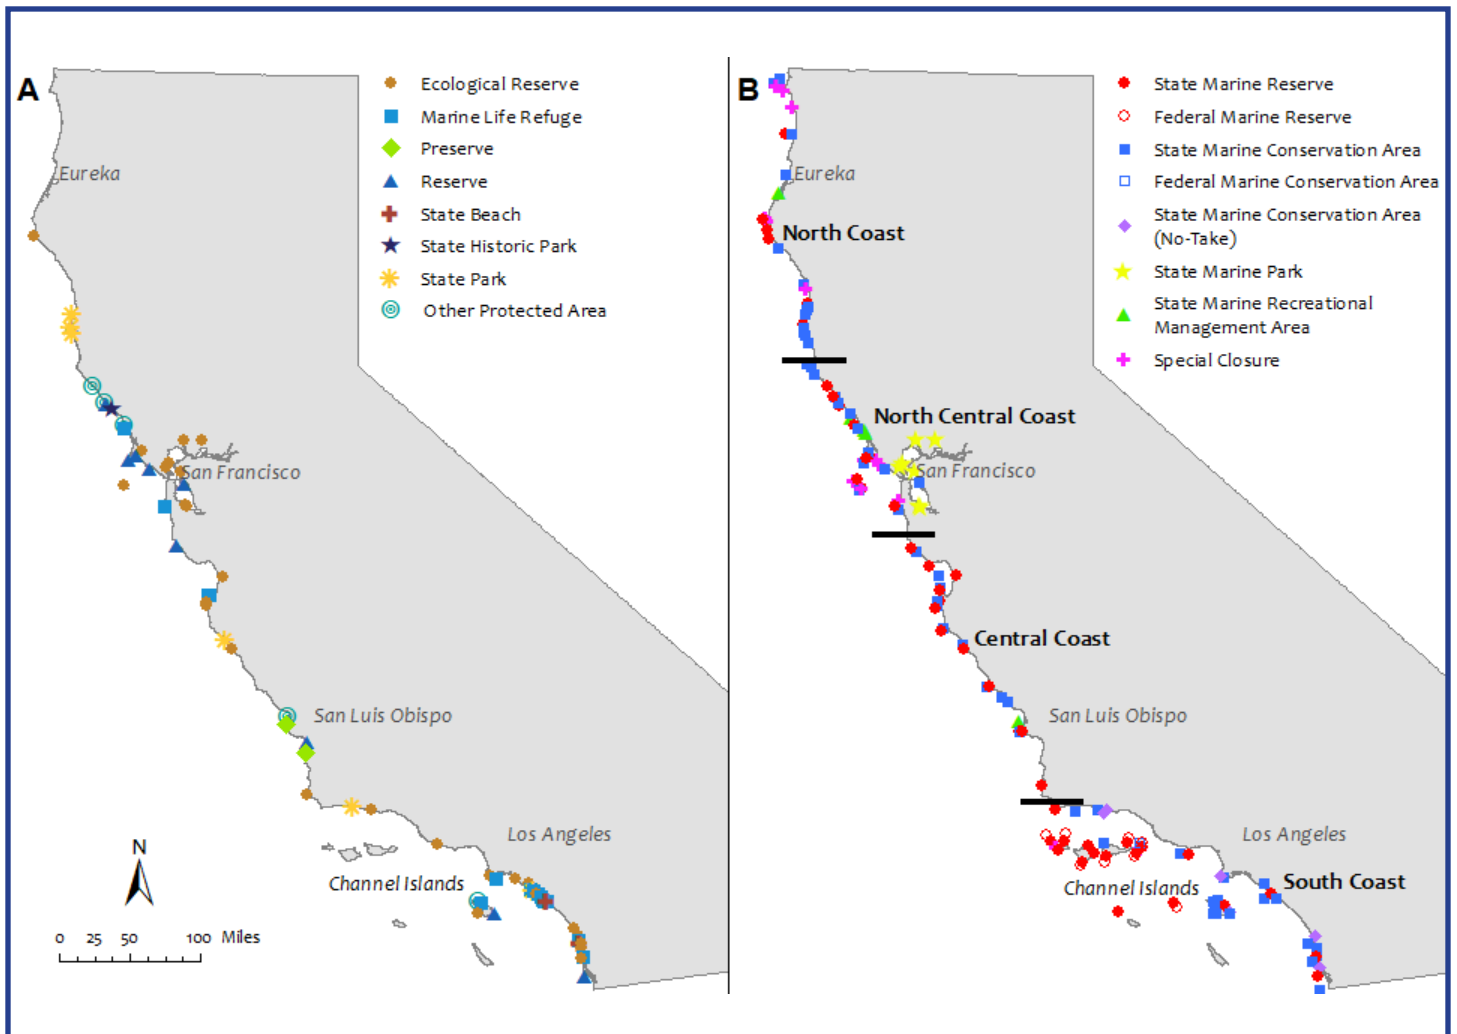 A
Ecological Reserve
Marine Life Refuge
Preserve
Reserve
State Beach
State Historic Park
State Park
Other Protected Area
Eureka
San Francisco
San Luis Obispo
Los Angeles
Channel Islands
N
0 25 50 100 Miles
B
State Marine Reserve
Federal Marine Reserve
State Marine Conservation Area
Federal Marine Conservation Area
State Marine Conservation Area
(No-Take)
State Marine Park
State Marine Recreational
Management Area
Special Closure
Eureka
North Coast
North Central Coast
San Francisco
Central Coast
San Luis Obispo
Los Angeles
Channel Islands
South Coast